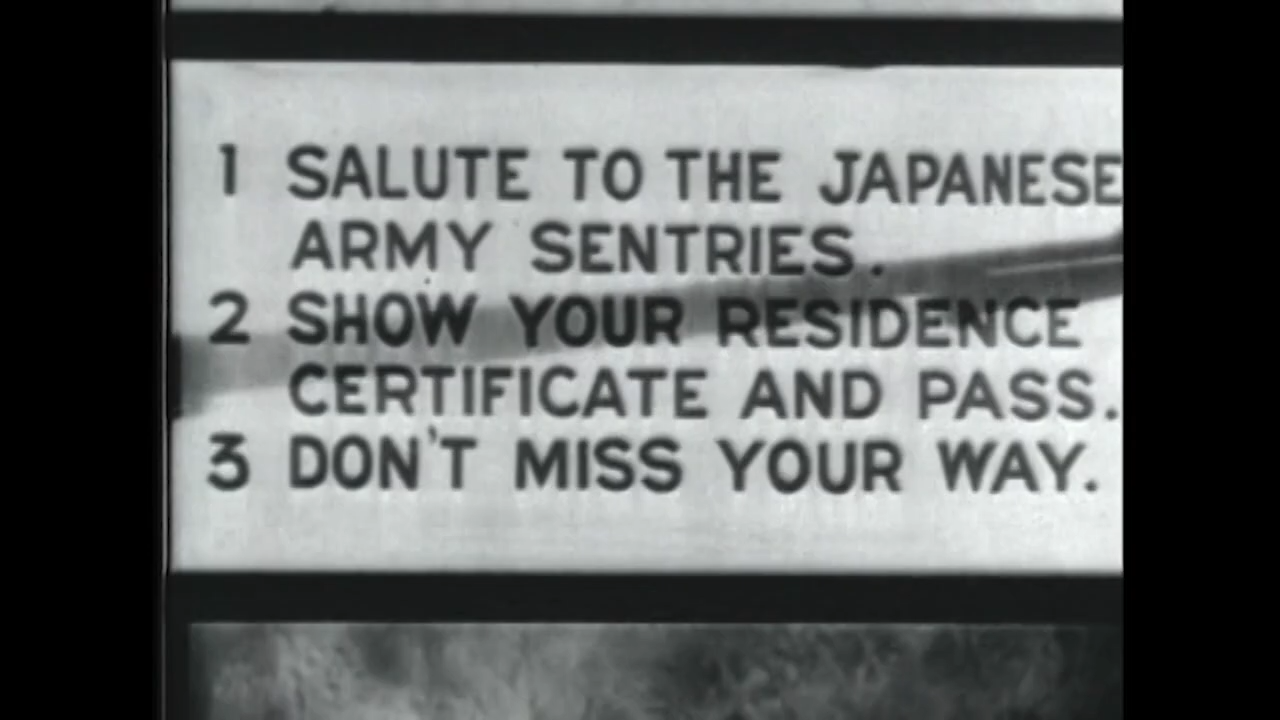 1 SALUTE TO THE JAPANESE
ARMY SENTRIES.
2 SHOW YOUR RESIDENCE
CERTIFICATE AND PASS.
3 DON'T MISS YOUR WAY.